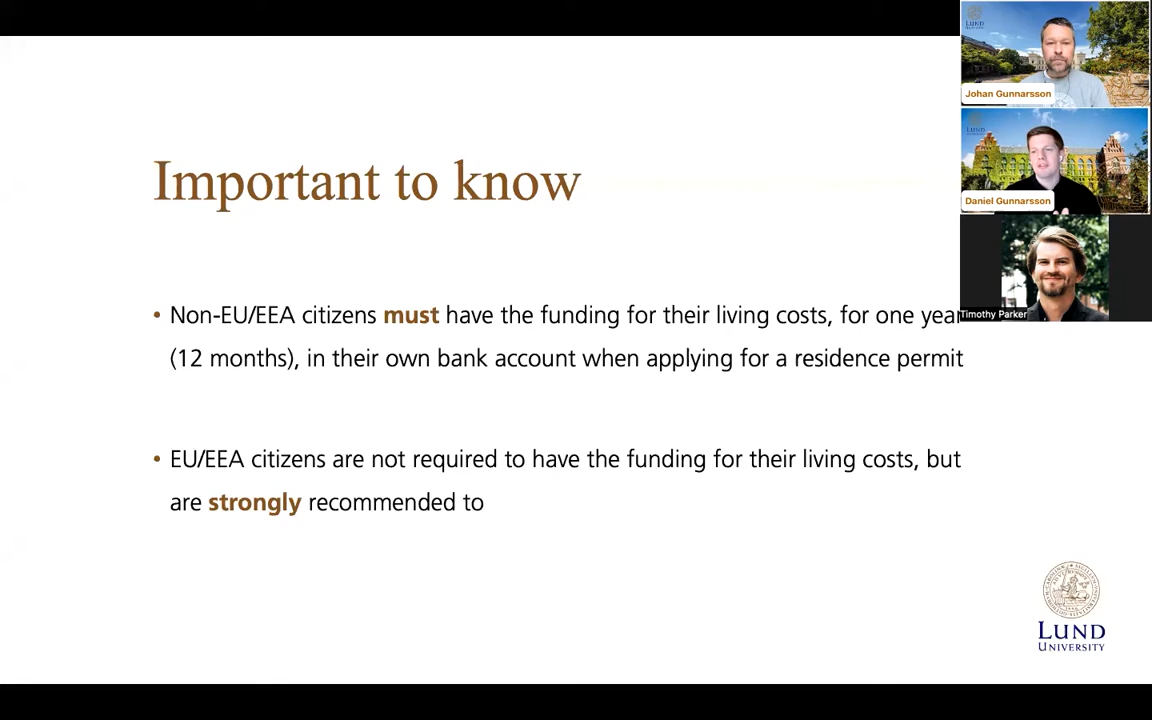 Important to know
• Non-EU/EEA citizens must have the funding for their living costs, for one year
(12 months), in their own bank account when applying for a residence permit
• EU/EEA citizens are not required to have the funding for their living costs, but
are strongly recommended to
LUND
UNIVERSITY
LUND
Johan Gunnarsson
LUND
Daniel Gunnarsson
Timothy Parker